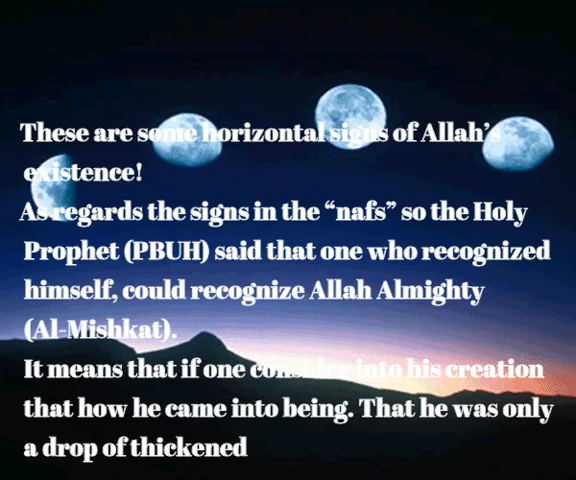 These are some horizontal signs of Allah's
existence!
As regards the signs in the “nafs” so the Holy
Prophet (PBUH) said that one who recognized
himself, could recognize Allah Almighty
(Al-Mishkat).
It means that if one consider into his creation
that how he came into being. That he was only
a drop of thickened